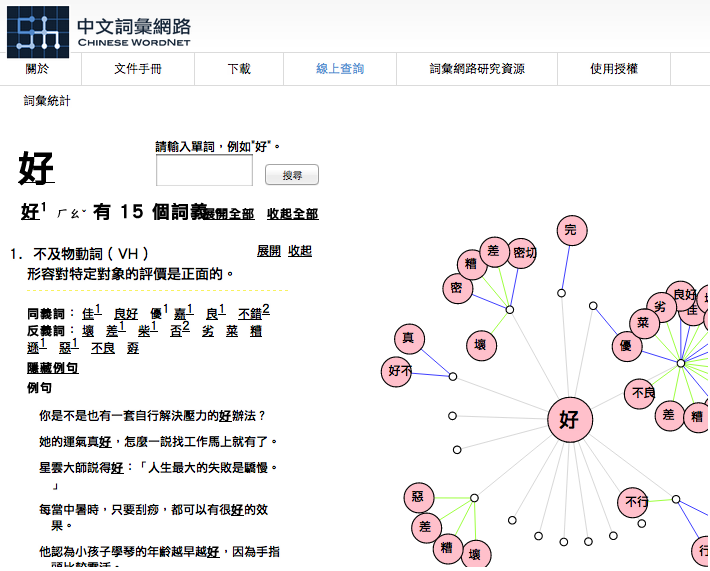 中文詞彙網路
CHINESE WORDNET
關於 文件手冊 下載 線上查詢 詞彙網路研究資源 使用授權
詞彙統計
請輸入單詞，例如"好"。
好
搜尋
好1 ㄏㄠˇ 有 15 個詞義 展開全部 收起全部
1. 不及物動詞（VH） 展開 收起
形容對特定對象的評價是正面的。
同義詞： 佳1 良好 優1 嘉1 良1 不錯2
反義詞： 壞 差1 柴1 否2 劣 菜 糟
遜1 惡1 不良 孬
隱藏例句
例句
你是不是也有一套自行解決壓力的好辦法？
她的運氣真好，怎麼一說找工作馬上就有了。
星雲大師說得好：「人生最大的失敗是驕慢。
」
每當中暑時，只要刮痧，都可以有很好的效
果。
他認為小孩子學琴的年齡越早越好，因為手指
頭比較靈活。
完
差 密切
糟
密
壞
良好
劣 佳
菜
優
真
好不
不良
差 糟
好
惡
差
糟 壞
不行
行